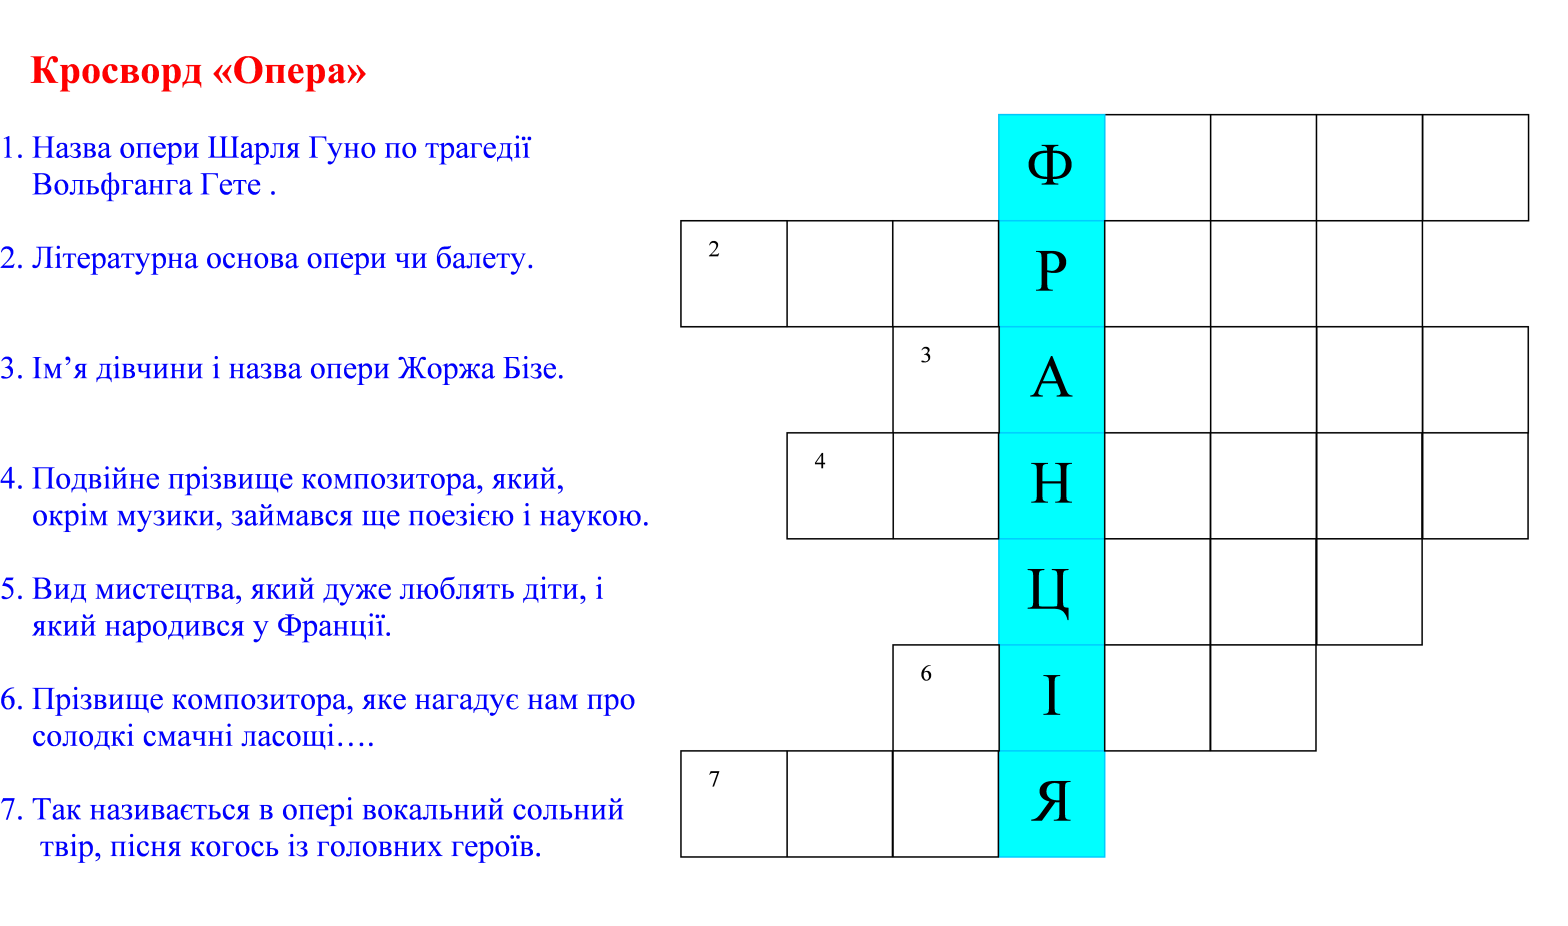 Кросворд «Опера»
1. Назва опери Шарля Гуно по трагедії
Вольфганга Гете .
2. Літературна основа опери чи балету.
3. Ім’я дівчини і назва опери Жоржа Бізе.
4. Подвійне прізвище композитора, який,
окрім музики, займався ще поезією і наукою.
5. Вид мистецтва, який дуже люблять діти, і
який народився у Франції.
6. Прізвище композитора, яке нагадує нам про
солодкі смачні ласощі….
7. Так називається в опері вокальний сольний
твір, пісня когось із головних героїв.
Ф
2 Р
3 А
4 Н
Ц
6 І
7 Я